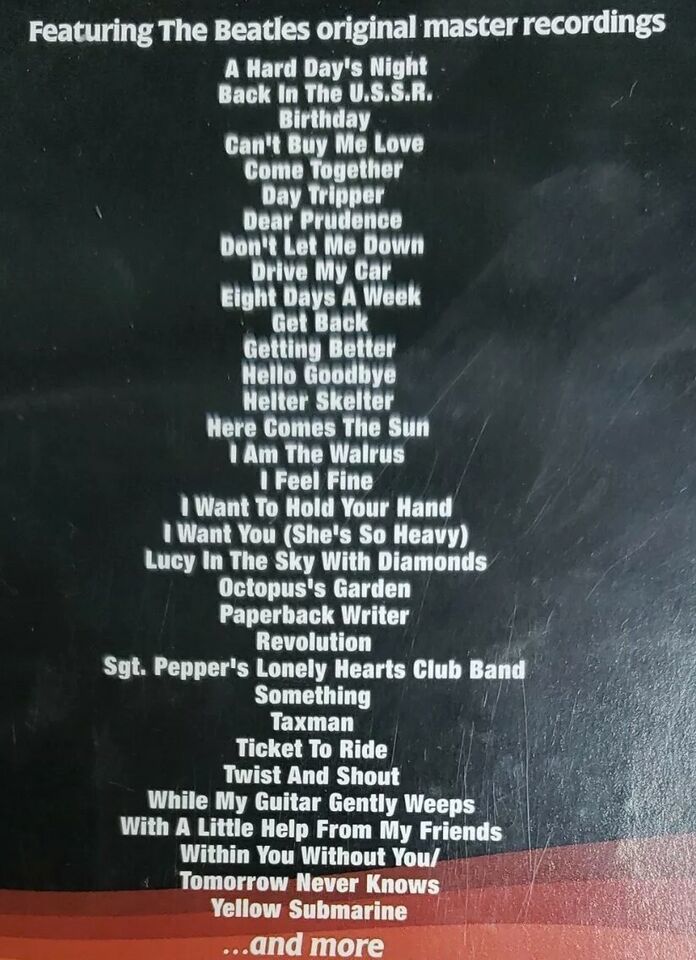 Featuring The Beatles original master recordings
A Hard Day's Night
Back In The U.S.S.R.
Birthday
Can't Buy Me Love
Come Together
Day Tripper
Dear Prudence
Don't Let Me Down
Drive My Car
Eight Days A Week
Get Back
Getting Better
Hello Goodbye
Helter Skelter
Here Comes The Sun
I Am The Walrus
I Feel Fine
I Want To Hold Your Hand
I Want You (She's So Heavy)
Lucy In The Sky With Diamonds
Octopus's Garden
Paperback Writer
Revolution
Sgt. Pepper's Lonely Hearts Club Band
Something
Taxman
Ticket To Ride
Twist And Shout
While My Guitar Gently Weeps
With A Little Help From My Friends
Within You Without You/
Tomorrow Never Knows
Yellow Submarine
...and more